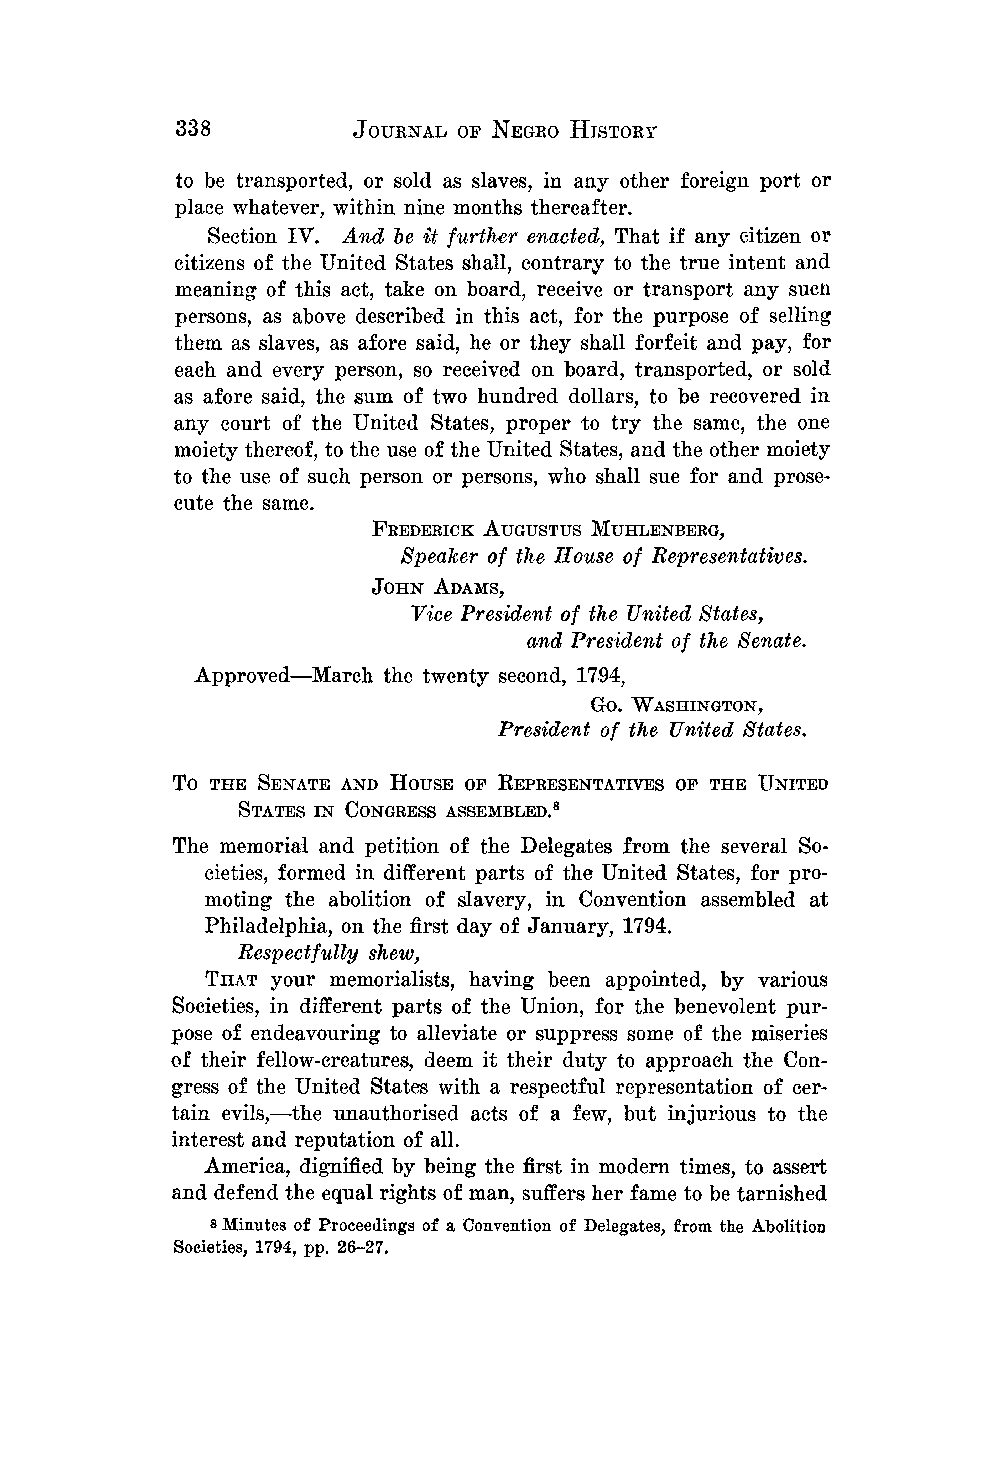 338 JOURNAL OF NEGRO HISTORY
to be transported, or sold as slaves, in any other foreign port or
place whatever, within nine months thereafter.
Section IV. And be it further enacted, That if any citizen or
citizens of the United States shall, contrary to the true intent and
meaning of this act, take on board, receive or transport any such
persons, as above described in this act, for the purpose of selling
them as slaves, as afore said, he or they shall forfeit and pay, for
each and every person, so received on board, transported, or sold
as afore said, the sum of two hundred dollars, to be recovered in
any court of the United States, proper to try the same, the one
moiety thereof, to the use of the United States, and the other moiety
to the use of such person or persons, who shall sue for and prose-
cute the same.
FREDERICK AUGUSTUS MUHLENBERG,
Speaker of the House of Representatives.
JOHN ADAMS,
Vice President of the United States,
and President of the Senate.
Approved—March the twenty second, 1794,
GO. WASHINGTON,
President of the United States.
TO THE SENATE AND HOUSE OF REPRESENTATIVES OF THE UNITED
STATES IN CONGRESS ASSEMBLED.⁸
The memorial and petition of the Delegates from the several So-
cieties, formed in different parts of the United States, for pro-
moting the abolition of slavery, in Convention assembled at
Philadelphia, on the first day of January, 1794.
Respectfully shew,
THAT your memorialists, having been appointed, by various
Societies, in different parts of the Union, for the benevolent pur-
pose of endeavouring to alleviate or suppress some of the miseries
of their fellow-creatures, deem it their duty to approach the Con-
gress of the United States with a respectful representation of cer-
tain evils,—the unauthorised acts of a few, but injurious to the
interest and reputation of all.
America, dignified by being the first in modern times, to assert
and defend the equal rights of man, suffers her fame to be tarnished
⁸ Minutes of Proceedings of a Convention of Delegates, from the Abolition
Societies, 1794, pp. 26–27.